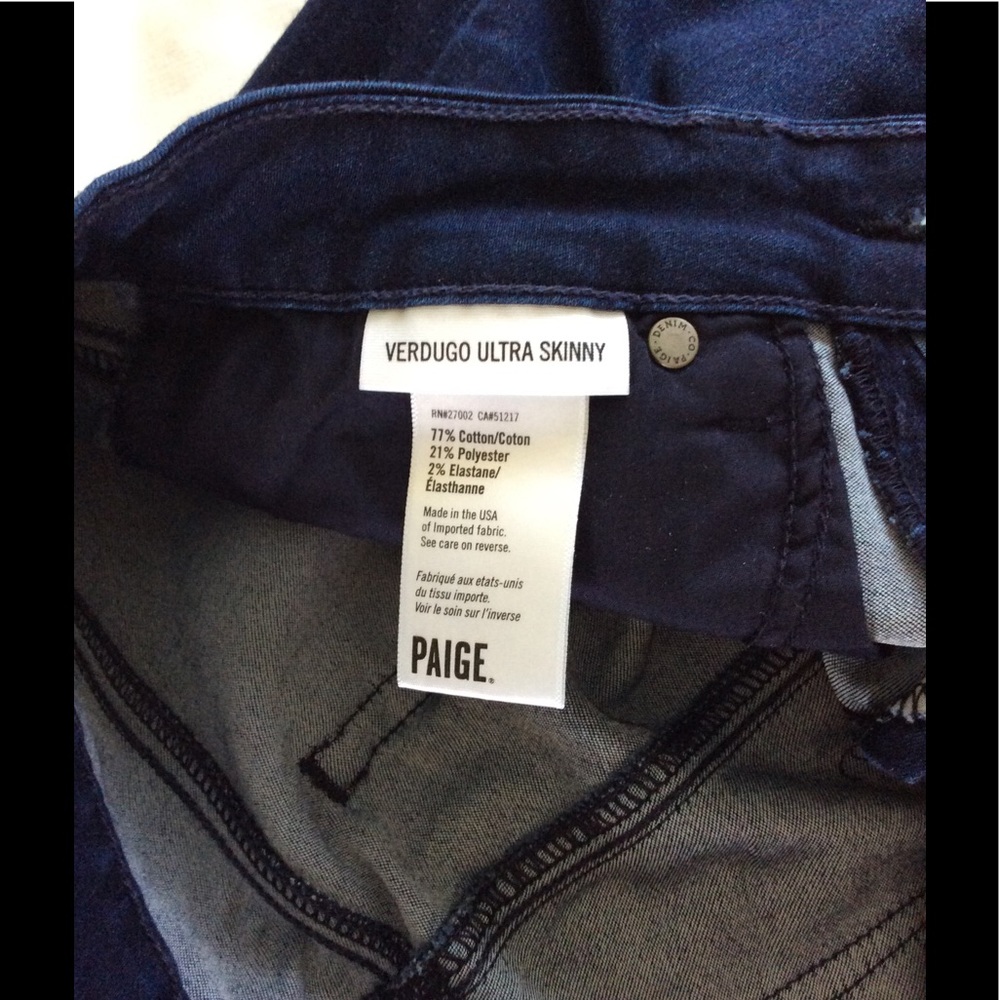 VERDUGO ULTRA SKINNY
DENIM·CO·PAIGE·
RN#27002 CA#51217
77% Cotton/Coton
21% Polyester
2% Elastane/
Élasthanne
Made in the USA
of Imported fabric.
See care on reverse.
Fabriqué aux etats-unis
du tissu importe.
Voir le soin sur l'inverse
PAIGE®